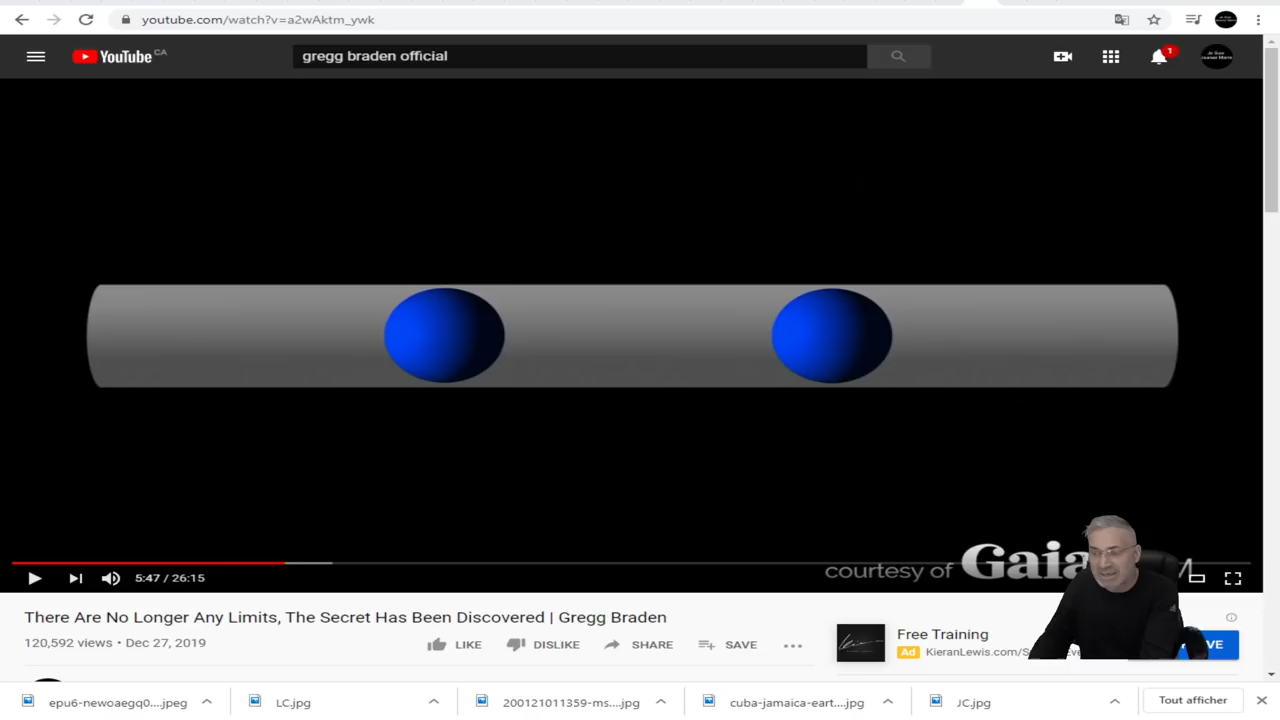 youtube.com/watch?v=a2wAktm_ywk
YouTube CA
gregg braden official
1
courtesy of Gaia
5:47 / 26:15
There Are No Longer Any Limits, The Secret Has Been Discovered | Gregg Braden
120,592 views • Dec 27, 2019
LIKE
DISLIKE
SHARE
SAVE
Free Training
Ad
epu6-newoaegq0....jpeg
LC.jpg
200121011359-ms....jpg
cuba-jamaica-eart....jpg
JC.jpg
Tout afficher